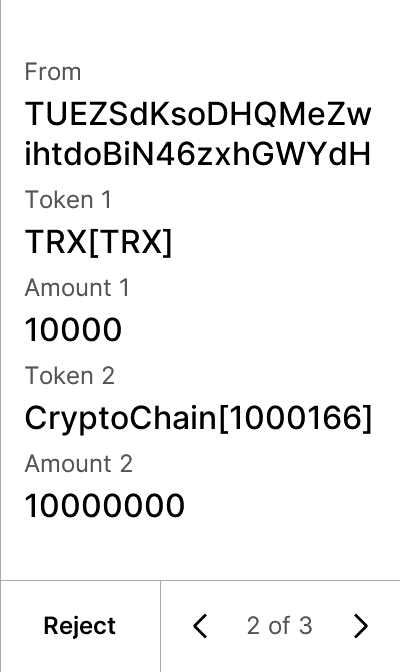 From
TUEZSdKsoDHQMeZw
ihtdoBiN46zxhGWYdH
Token 1
TRX[TRX]
Amount 1
10000
Token 2
CryptoChain[1000166]
Amount 2
10000000
Reject
2 of 3